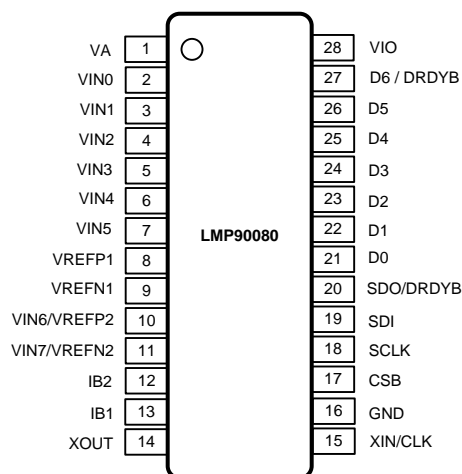 VA 1 28 VIO
VIN0 2 27 D6 / DRDYB
VIN1 3 26 D5
VIN2 4 25 D4
VIN3 5 24 D3
VIN4 6 23 D2
VIN5 7 LMP90080 22 D1
VREFP1 8 21 D0
VREFN1 9 20 SDO/DRDYB
VIN6/VREFP2 10 19 SDI
VIN7/VREFN2 11 18 SCLK
IB2 12 17 CSB
IB1 13 16 GND
XOUT 14 15 XIN/CLK